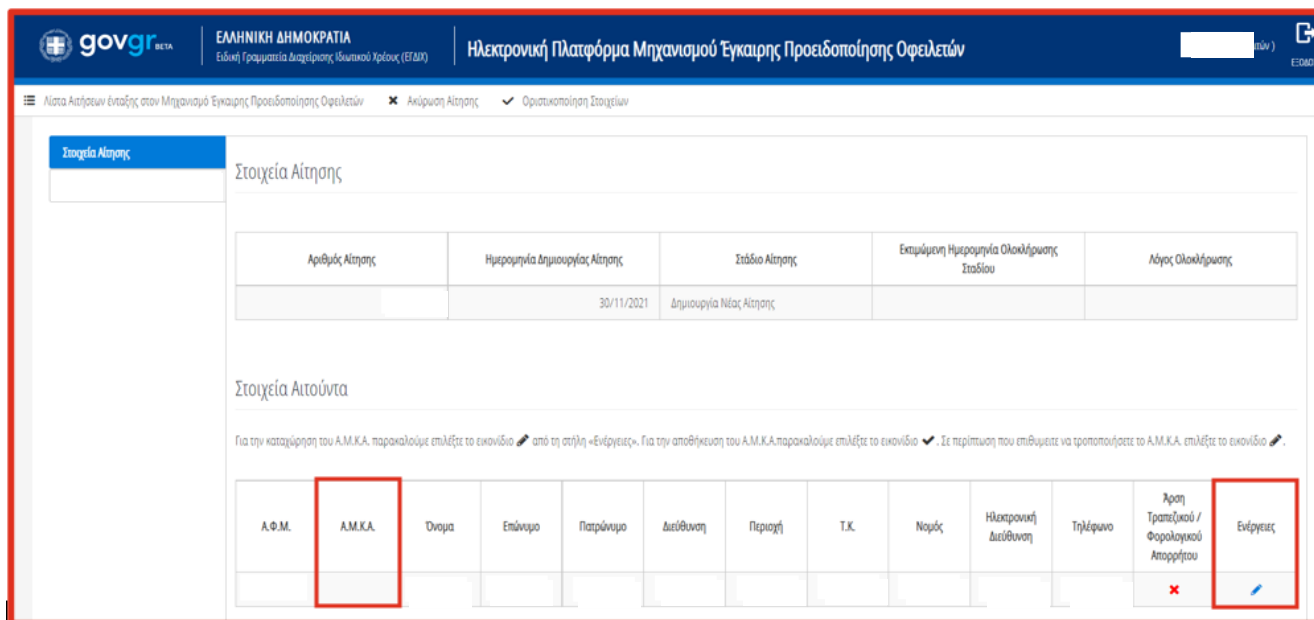 govgr BETA
ΕΛΛΗΝΙΚΗ ΔΗΜΟΚΡΑΤΙΑ
Ειδική Γραμματεία Διαχείρισης Ιδιωτικού Χρέους (ΕΓΔΙΧ)
Ηλεκτρονική Πλατφόρμα Μηχανισμού Έγκαιρης Προειδοποίησης Οφειλετών
τών )
ΕΞΟΔΟ
Λίστα Αιτήσεων ένταξης στον Μηχανισμό Έγκαιρης Προειδοποίησης Οφειλετών ✖ Ακύρωση Αίτησης ✔ Οριστικοποίηση Στοιχείων
Στοιχεία Αίτησης
Στοιχεία Αίτησης
Αριθμός Αίτησης Ημερομηνία Δημιουργίας Αίτησης Στάδιο Αίτησης Εκτιμώμενη Ημερομηνία Ολοκλήρωσης Σταδίου Λόγος Ολοκλήρωσης
30/11/2021 Δημιουργία Νέας Αίτησης
Στοιχεία Αιτούντα
Για την καταχώρηση του Α.Μ.Κ.Α. παρακαλούμε επιλέξτε το εικονίδιο από τη στήλη «Ενέργειες». Για την αποθήκευση του Α.Μ.Κ.Α.παρακαλούμε επιλέξτε το εικονίδιο ✔ . Σε περίπτωση που επιθυμειτε να τροποποιήσετε το Α.Μ.Κ.Α. επιλέξτε το εικονίδιο .
Α.Φ.Μ. Α.Μ.Κ.Α. Όνομα Επώνυμο Πατρώνυμο Διεύθυνση Περιοχή Τ.Κ. Νομός Ηλεκτρονική Διεύθυνση Τηλέφωνο Άρση Τραπεζικού / Φορολογικού Απορρήτου Ενέργειες